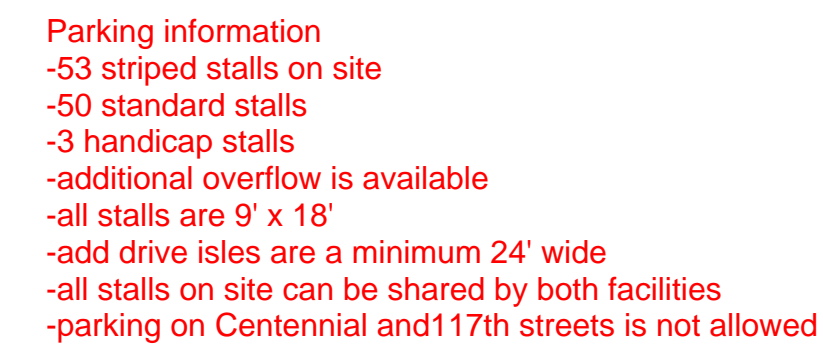 Parking information
-53 striped stalls on site
-50 standard stalls
-3 handicap stalls
-additional overflow is available
-all stalls are 9' x 18'
-add drive isles are a minimum 24' wide
-all stalls on site can be shared by both facilities
-parking on Centennial and117th streets is not allowed